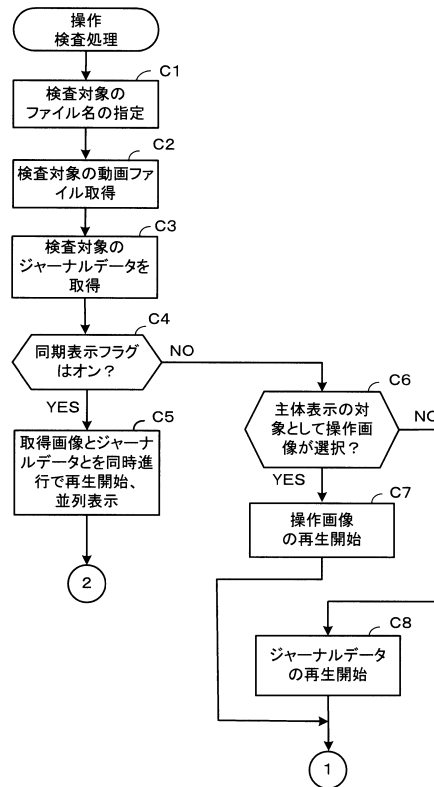 操作
検査処理
C1
検査対象の
ファイル名の指定
C2
検査対象の動画ファ
イル取得
C3
検査対象の
ジャーナルデータを
取得
C4
同期表示フラグ
はオン？
NO
YES
C5
取得画像とジャーナ
ルデータとを同時進
行で再生開始、
並列表示
2
C6
主体表示の対
象として操作画
像が選択？
NO
YES
C7
操作画像
の再生開始
C8
ジャーナルデータ
の再生開始
1